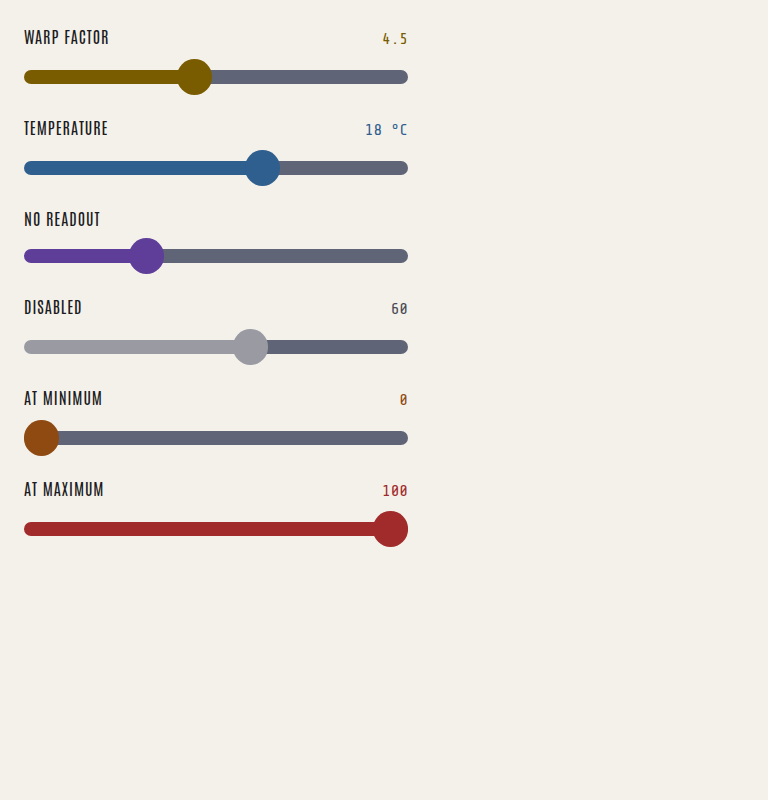 WARP FACTOR 4.5
TEMPERATURE 18 °C
NO READOUT
DISABLED 60
AT MINIMUM 0
AT MAXIMUM 100